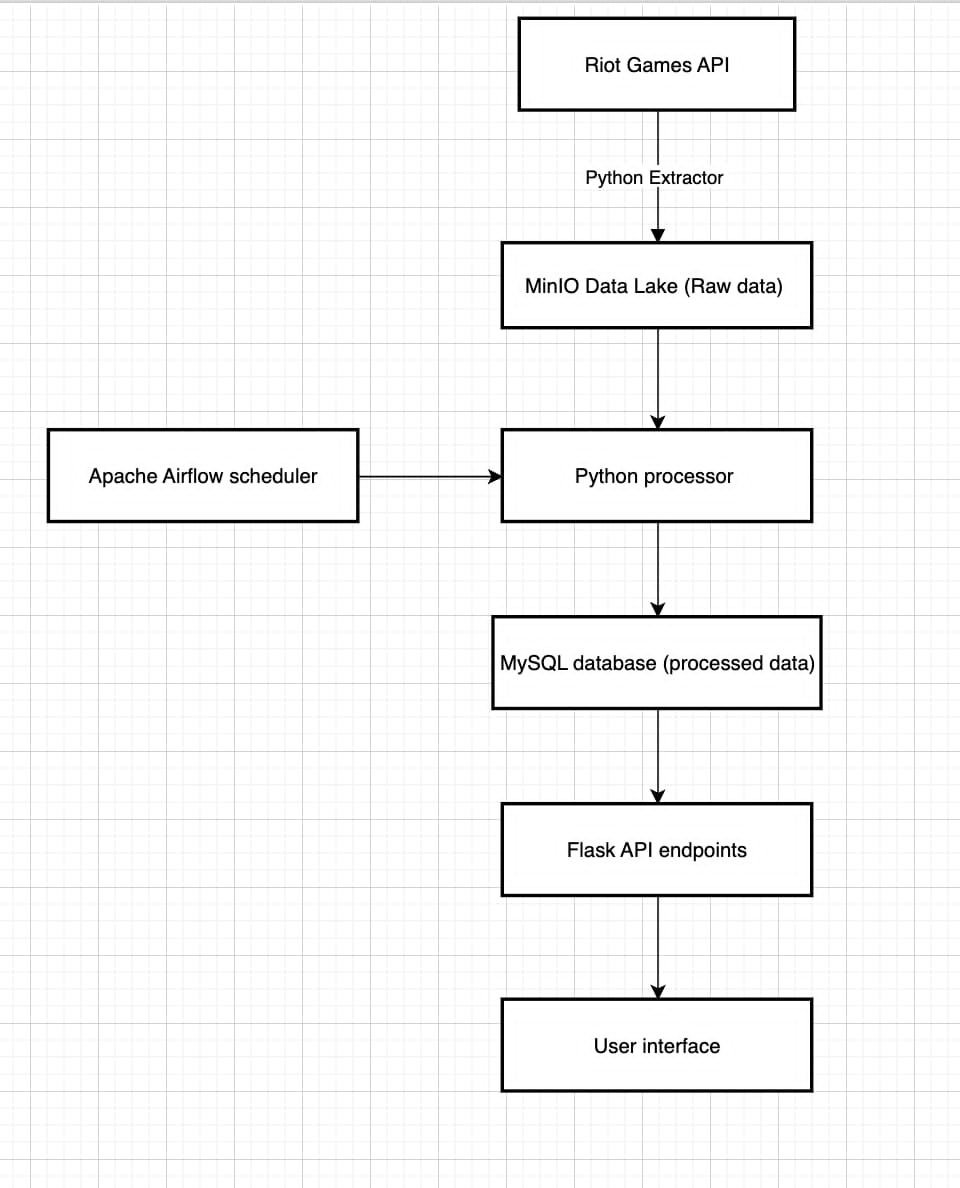 Riot Games API
Python Extractor
MinIO Data Lake (Raw data)
Apache Airflow scheduler
Python processor
MySQL database (processed data)
Flask API endpoints
User interface